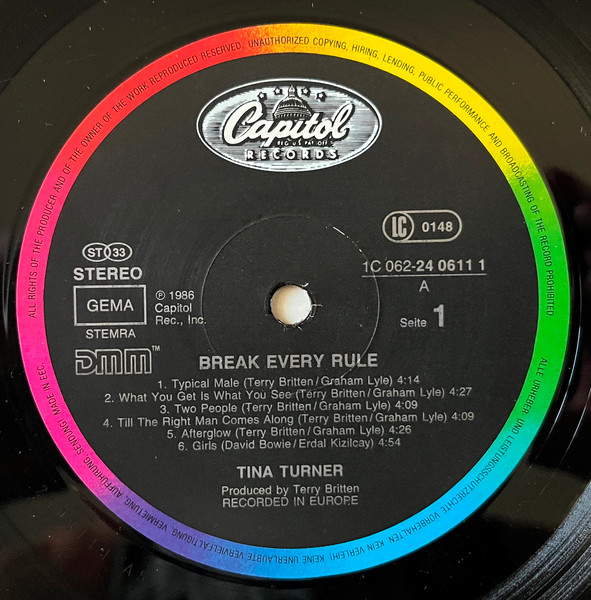 ALL RIGHTS OF THE PRODUCER AND OF THE OWNER OF THE WORK REPRODUCED RESERVED. UNAUTHORIZED COPYING, HIRING, LENDING, PUBLIC PERFORMANCE AND BROADCASTING OF THE RECORD PROHIBITED.
Capitol
REG. U.S. PAT. OFF.
RECORDS
LC 0148
ST 33
STEREO
1C 062-24 0611 1
A
GEMA
STEMRA
℗ 1986
Capitol
Rec., Inc.
Seite 1
DMM™
BREAK EVERY RULE
1. Typical Male (Terry Britten/Graham Lyle) 4:14
2. What You Get Is What You See (Terry Britten/Graham Lyle) 4:27
3. Two People (Terry Britten/Graham Lyle) 4:09
4. Till The Right Man Comes Along (Terry Britten/Graham Lyle) 4:09
5. Afterglow (Terry Britten/Graham Lyle) 4:26
6. Girls (David Bowie/Erdal Kizilcay) 4:54
TINA TURNER
Produced by Terry Britten
RECORDED IN EUROPE
ALLE URHEBER- UND LEISTUNGSSCHUTZRECHTE VORBEHALTEN. KEIN VERLEIH! KEINE UNERLAUBTE VERVIELFÄLTIGUNG, VERMIETUNG, AUFFÜHRUNG, SENDUNG! MADE IN EEC.